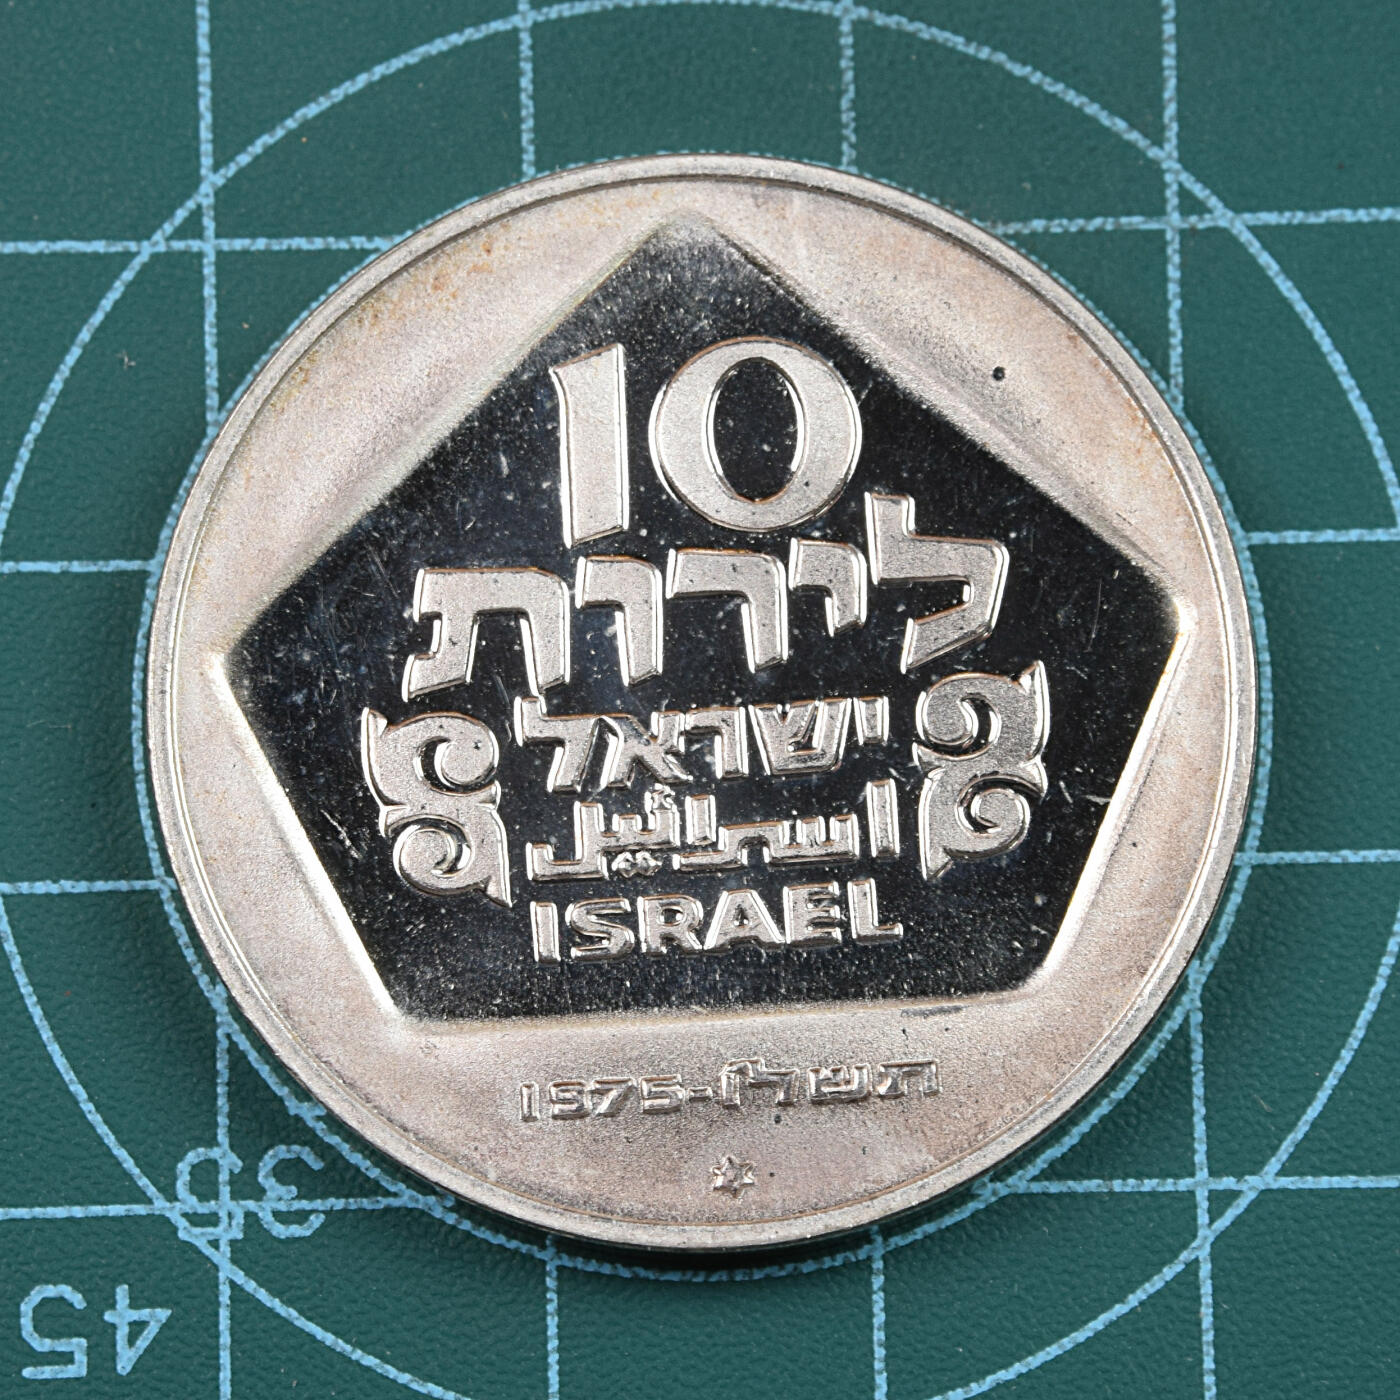 10
לירות
ישראל
اسرائيل
ISRAEL
1975-תשל"ו
35
45